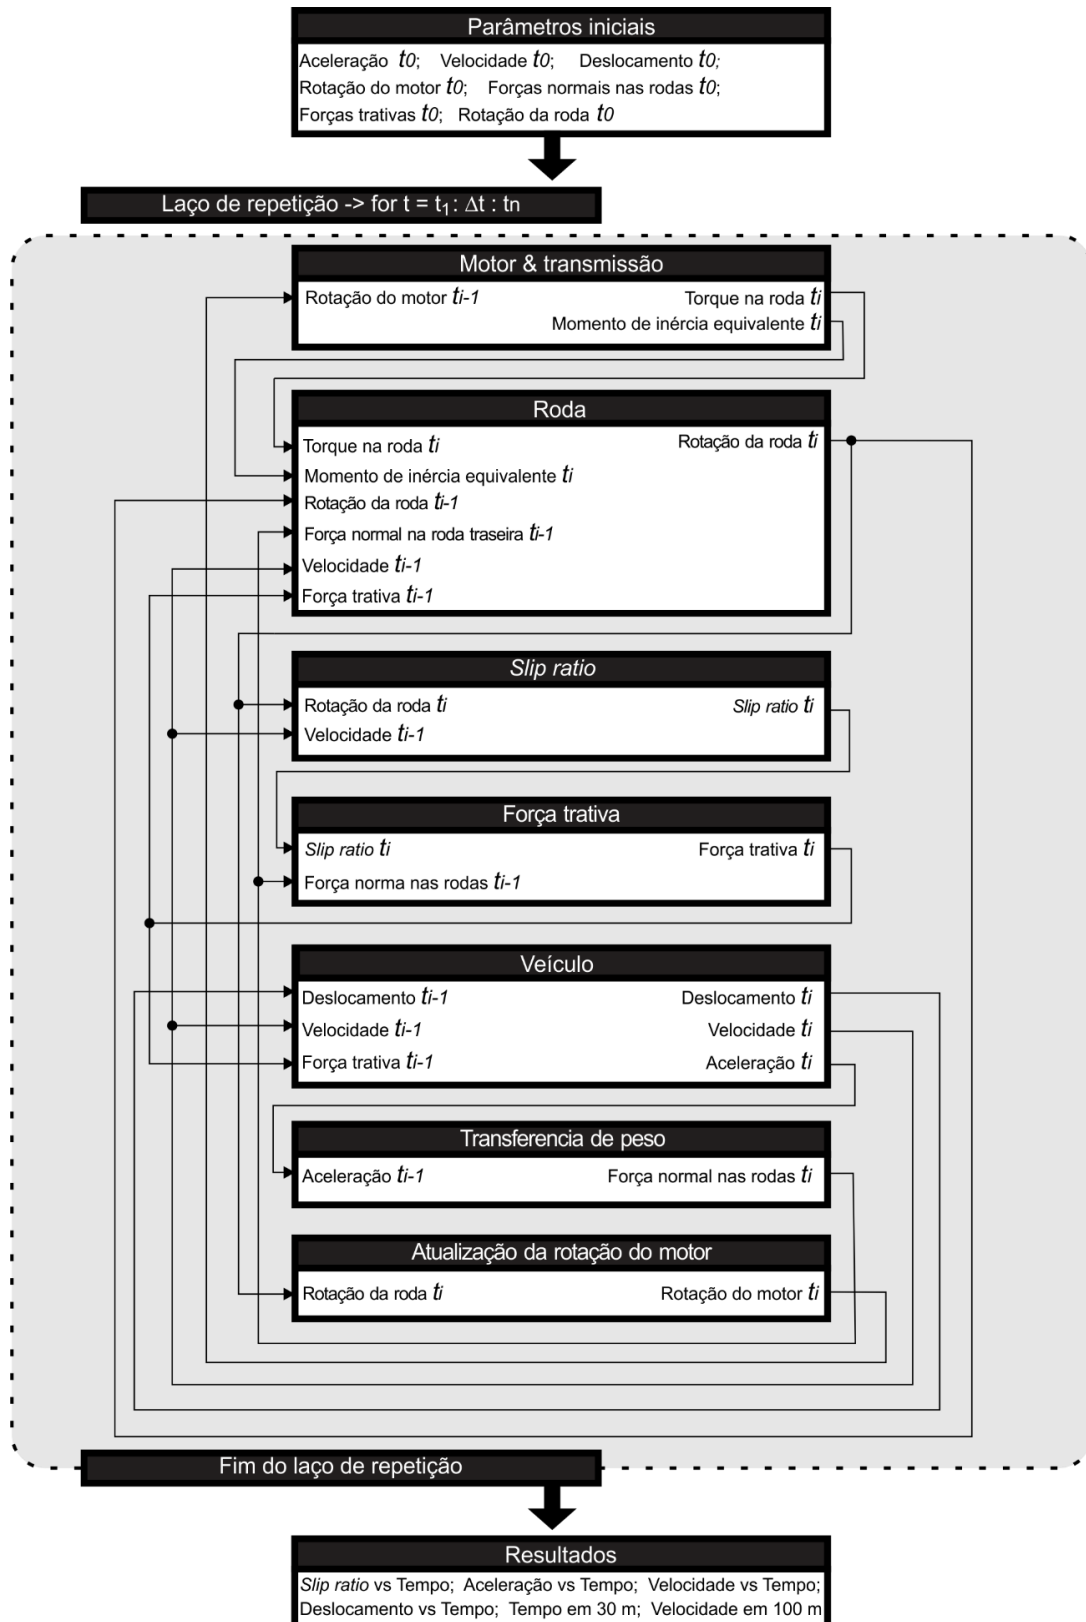 Parâmetros iniciais
Aceleração t0; Velocidade t0; Deslocamento t0;
Rotação do motor t0; Forças normais nas rodas t0;
Forças trativas t0; Rotação da roda t0
Laço de repetição -> for t = t1 : Δt : tn
Motor & transmissão
Rotação do motor ti-1 Torque na roda ti
Momento de inércia equivalente ti
Roda
Torque na roda ti Rotação da roda ti
Momento de inércia equivalente ti
Rotação da roda ti-1
Força normal na roda traseira ti-1
Velocidade ti-1
Força trativa ti-1
Slip ratio
Rotação da roda ti Slip ratio ti
Velocidade ti-1
Força trativa
Slip ratio ti Força trativa ti
Força norma nas rodas ti-1
Veículo
Deslocamento ti-1 Deslocamento ti
Velocidade ti-1 Velocidade ti
Força trativa ti-1 Aceleração ti
Transferencia de peso
Aceleração ti-1 Força normal nas rodas ti
Atualização da rotação do motor
Rotação da roda ti Rotação do motor ti
Fim do laço de repetição
Resultados
Slip ratio vs Tempo; Aceleração vs Tempo; Velocidade vs Tempo;
Deslocamento vs Tempo; Tempo em 30 m; Velocidade em 100 m